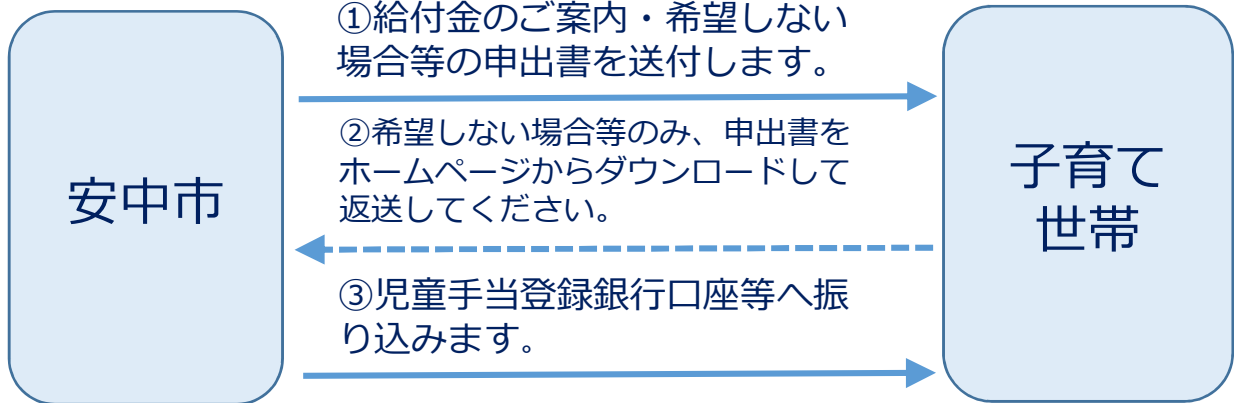 安中市
①給付金のご案内・希望しない
場合等の申出書を送付します。
②希望しない場合等のみ、申出書を
ホームページからダウンロードして
返送してください。
③児童手当登録銀行口座等へ振
り込みます。
子育て
世帯